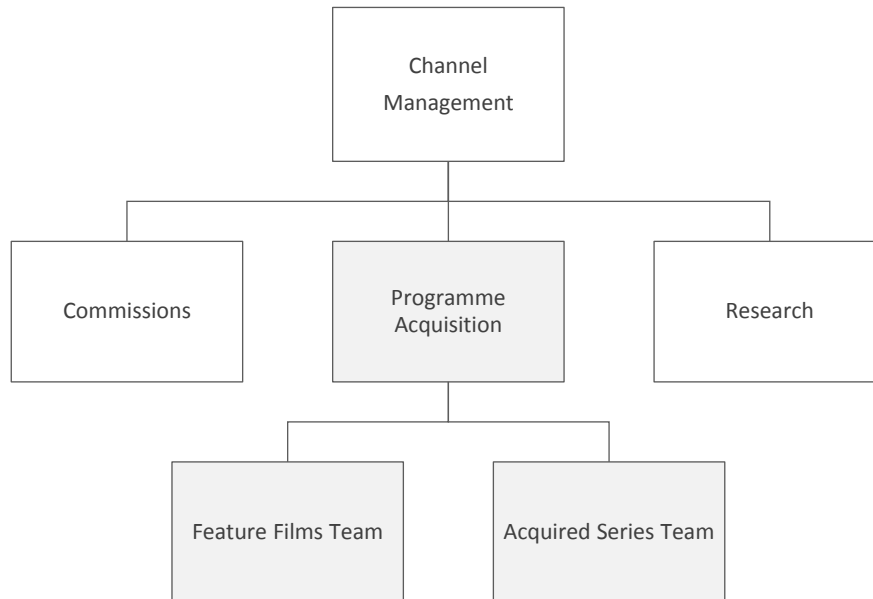 Channel
Management
Commissions
Programme
Acquisition
Research
Feature Films Team
Acquired Series Team